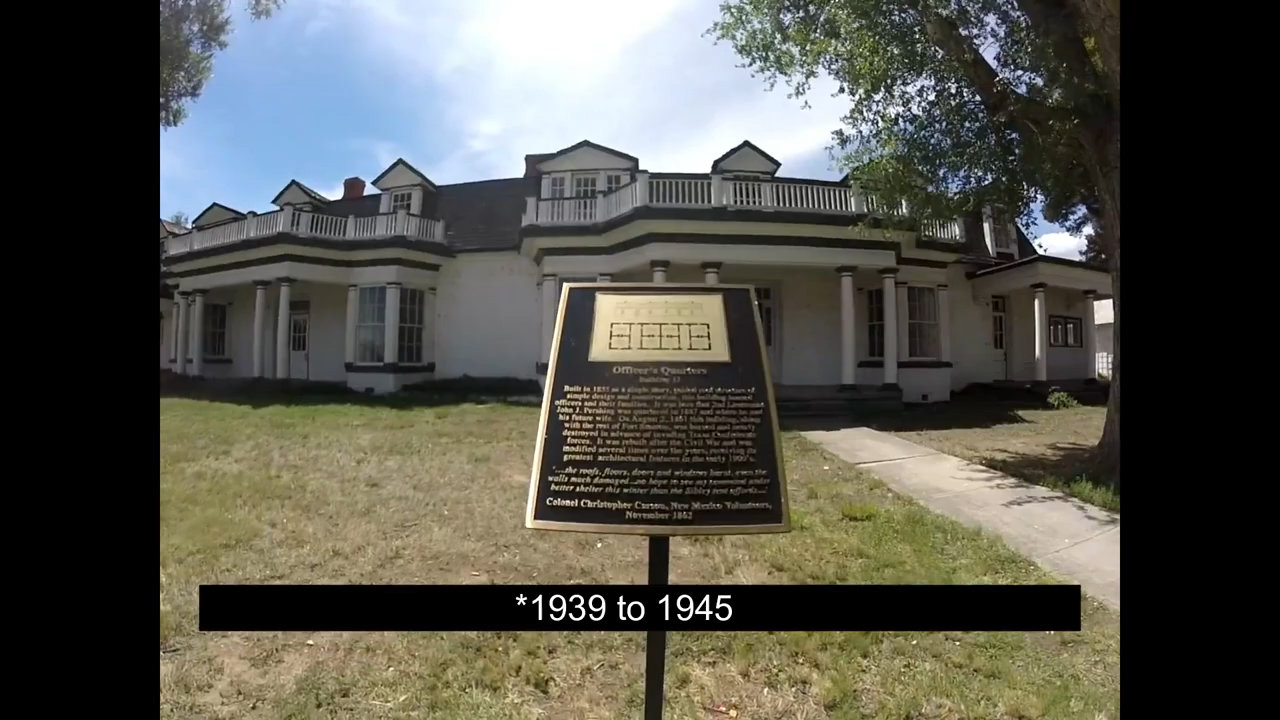 Officer's Quarters
Building 17
Built in 1855 as a single story, this building housed
simple design and construction, this building housed
officers and their families. It was here that 2nd Lieutenant
John J. Pershing was quartered in 1887 and where he met
his future wife. On August 2, 1861 this building, along
with the rest of Fort Stanton, was burned and nearly
destroyed in advance of invading Texas Confederate
forces. It was rebuilt after the Civil War and was
modified several times over the years, receiving its
greatest architectural features in the early 1900's.
"....the roofs, floors, doors and windows burnt, even the
walls much damaged...no hope to see my command under
better shelter this winter than the Sibley tent affords...."
Colonel Christopher Carson, New Mexico Volunteers,
November 1862
*1939 to 1945